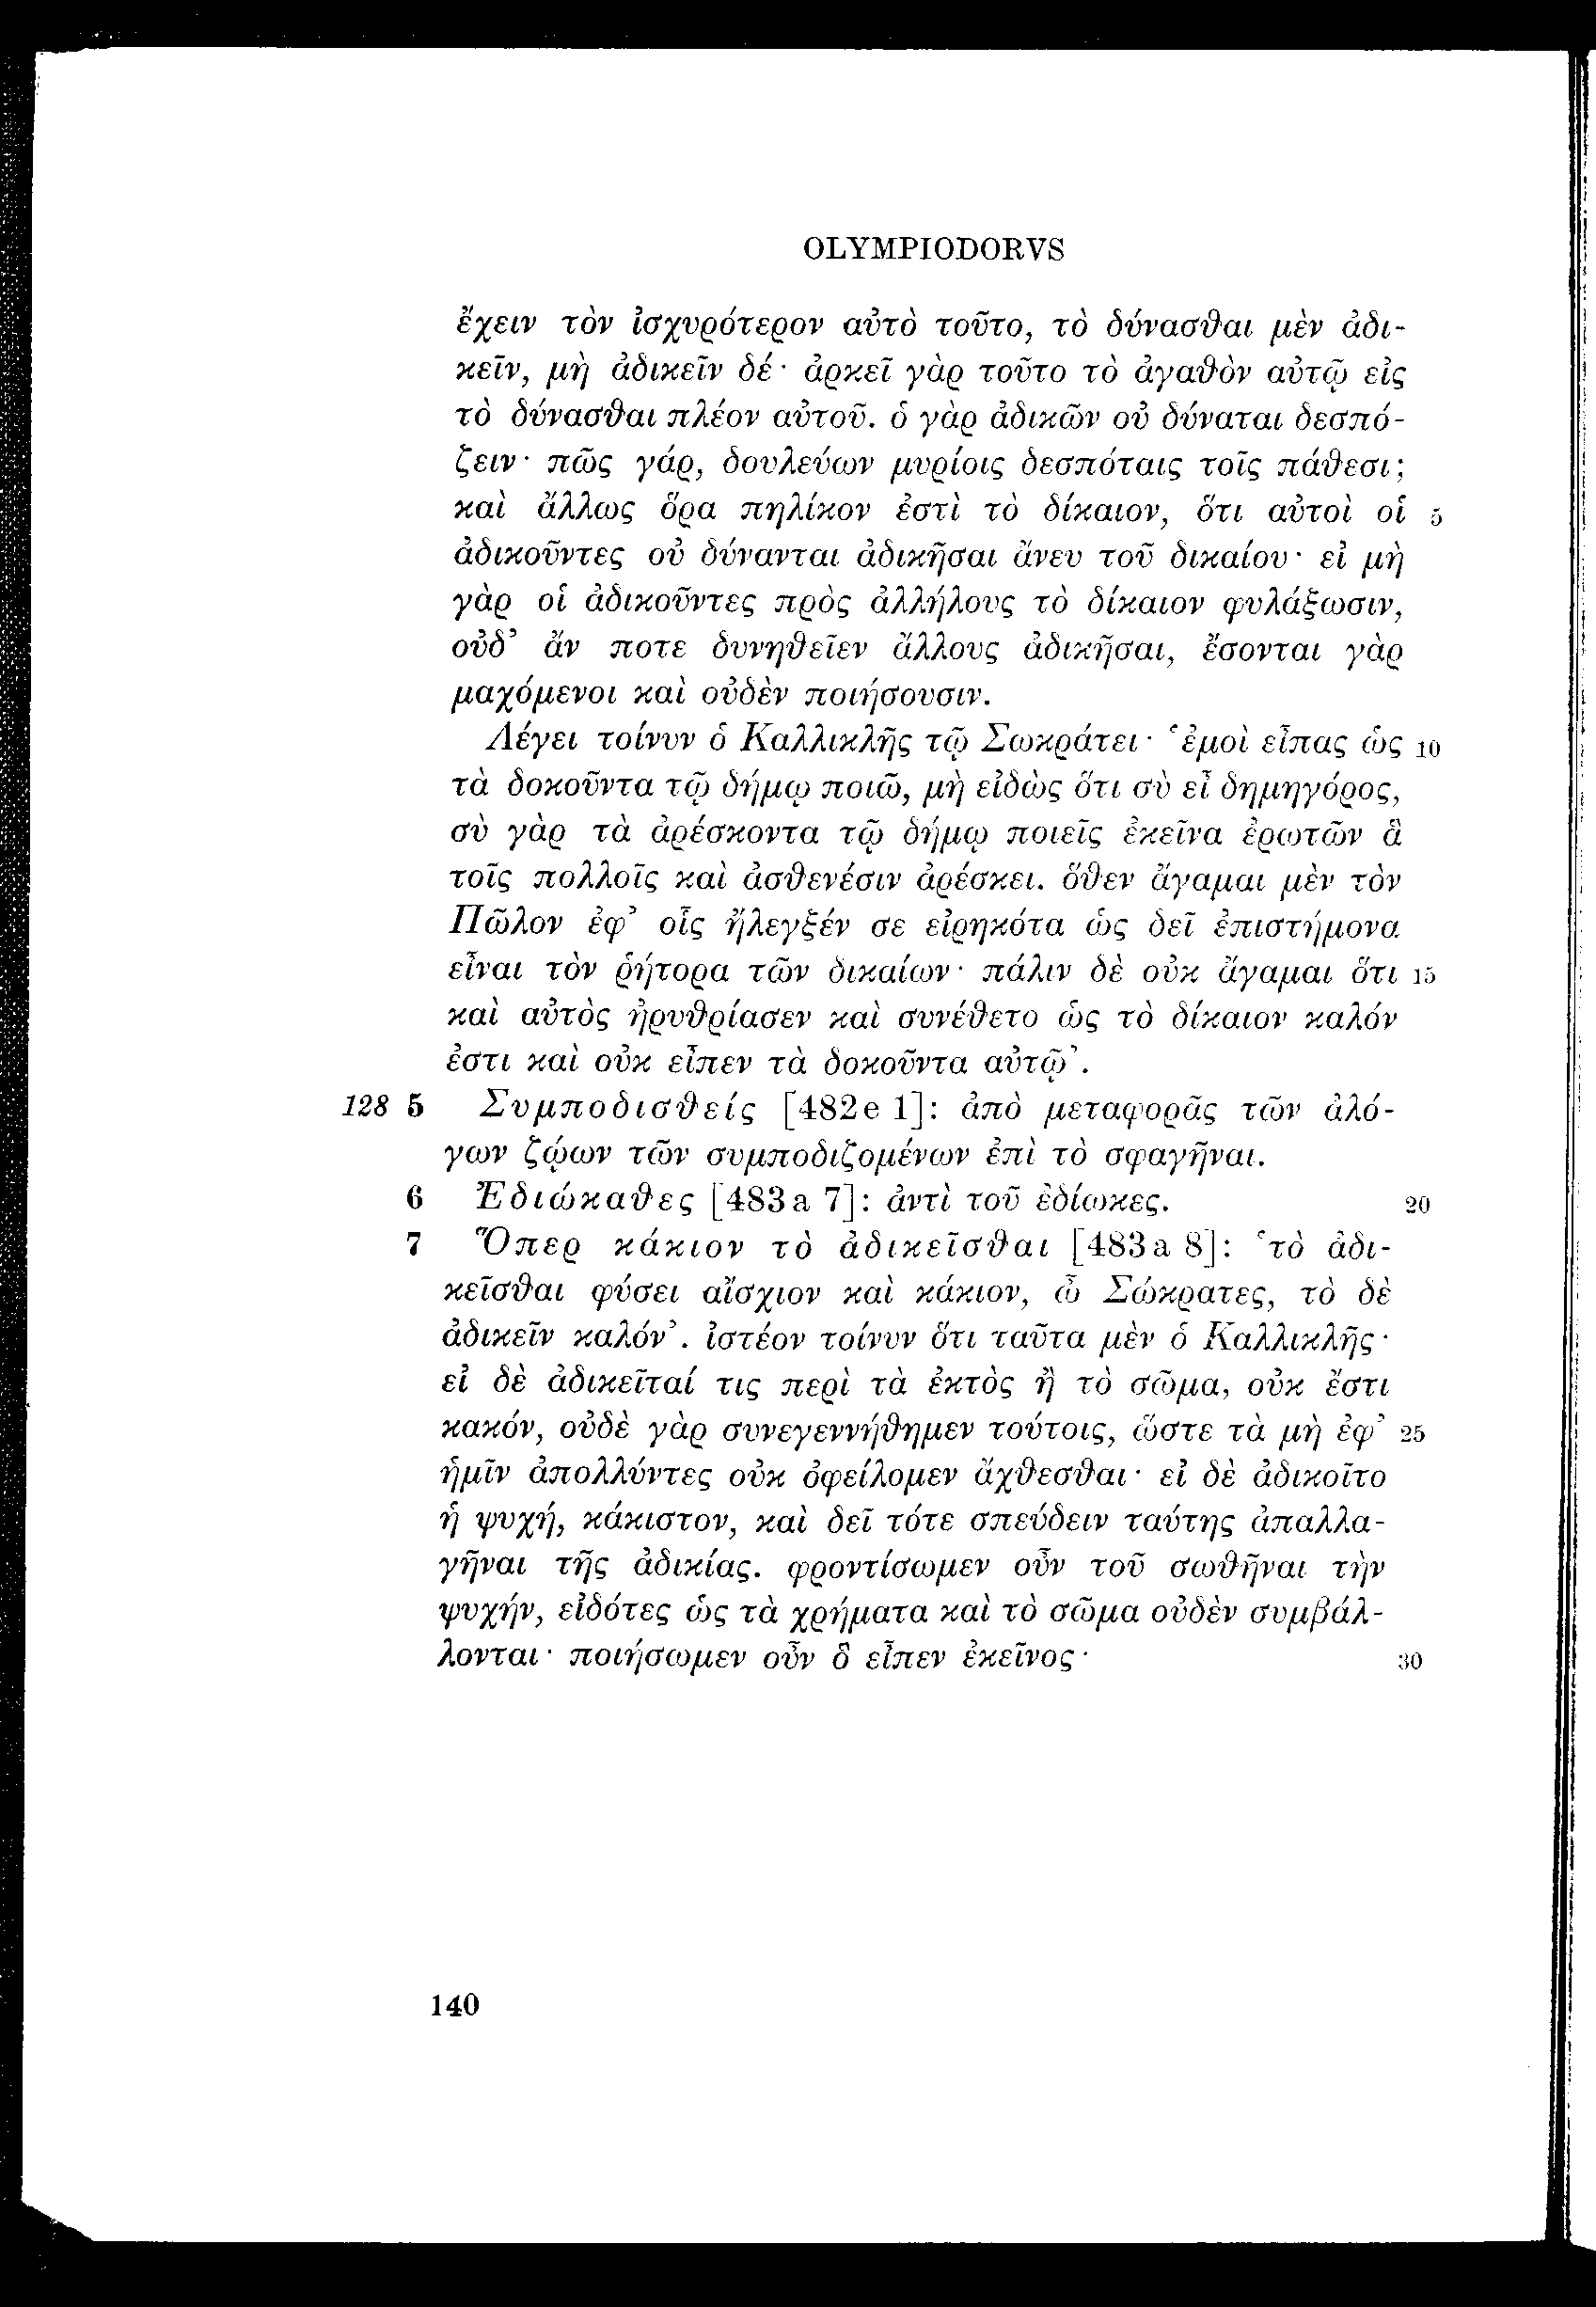 OLYMPIODORVS
ἔχειν τὸν ἰσχυρότερον αὐτὸ τοῦτο, τὸ δύνασθαι μὲν ἀδι-
κεῖν, μὴ ἀδικεῖν δέ· ἀρκεῖ γὰρ τοῦτο τὸ ἀγαθὸν αὐτῷ εἰς
τὸ δύνασθαι πλέον αὐτοῦ. ὁ γὰρ ἀδικῶν οὐ δύναται δεσπό-
ζειν· πῶς γάρ, δουλεύων μυρίοις δεσπόταις τοῖς πάθεσι;
καὶ ἄλλως ὅρα πηλίκον ἐστὶ τὸ δίκαιον, ὅτι αὐτοὶ οἱ 5
ἀδικοῦντες οὐ δύνανται ἀδικῆσαι ἄνευ τοῦ δικαίου· εἰ μὴ
γὰρ οἱ ἀδικοῦντες πρὸς ἀλλήλους τὸ δίκαιον φυλάξωσιν,
οὐδ’ ἄν ποτε δυνηθεῖεν ἄλλους ἀδικῆσαι, ἔσονται γὰρ
μαχόμενοι καὶ οὐδὲν ποιήσουσιν.
Λέγει τοίνυν ὁ Καλλικλῆς τῷ Σωκράτει· ‘ἐμοὶ εἶπας ὡς 10
τὰ δοκοῦντα τῷ δήμῳ ποιῶ, μὴ εἰδὼς ὅτι σὺ εἶ δημηγόρος,
σὺ γὰρ τὰ ἀρέσκοντα τῷ δήμῳ ποιεῖς ἐκεῖνα ἐρωτῶν ἃ
τοῖς πολλοῖς καὶ ἀσθενέσιν ἀρέσκει. ὅθεν ἄγαμαι μὲν τὸν
Πῶλον ἐφ’ οἷς ἤλεγξέν σε εἰρηκότα ὡς δεῖ ἐπιστήμονα
εἶναι τὸν ῥήτορα τῶν δικαίων· πάλιν δὲ οὐκ ἄγαμαι ὅτι 15
καὶ αὐτὸς ἠρυθρίασεν καὶ συνέθετο ὡς τὸ δίκαιον καλόν
ἐστι καὶ οὐκ εἶπεν τὰ δοκοῦντα αὐτῷ’.
128 5 Συμποδισθείς [482e 1]: ἀπὸ μεταφορᾶς τῶν ἀλό-
γων ζῴων τῶν συμποδιζομένων ἐπὶ τὸ σφαγῆναι.
6 Ἐδιώκαθες [483a 7]: ἀντὶ τοῦ ἐδίωκες. 20
7 Ὅπερ κάκιον τὸ ἀδικεῖσθαι [483a 8]: ‘τὸ ἀδι-
κεῖσθαι φύσει αἴσχιον καὶ κάκιον, ὦ Σώκρατες, τὸ δὲ
ἀδικεῖν καλόν’. ἰστέον τοίνυν ὅτι ταῦτα μὲν ὁ Καλλικλῆς·
εἰ δὲ ἀδικεῖταί τις περὶ τὰ ἐκτὸς ἢ τὸ σῶμα, οὐκ ἔστι
κακόν, οὐδὲ γὰρ συνεγεννήθημεν τούτοις, ὥστε τὰ μὴ ἐφ’ 25
ἡμῖν ἀπολλύντες οὐκ ὀφείλομεν ἄχθεσθαι· εἰ δὲ ἀδικοῖτο
ἡ ψυχή, κάκιστον, καὶ δεῖ τότε σπεύδειν ταύτης ἀπαλλα-
γῆναι τῆς ἀδικίας. φροντίσωμεν οὖν τοῦ σωθῆναι τὴν
ψυχήν, εἰδότες ὡς τὰ χρήματα καὶ τὸ σῶμα οὐδὲν συμβάλ-
λονται· ποιήσωμεν οὖν ὃ εἶπεν ἐκεῖνος· 30
140